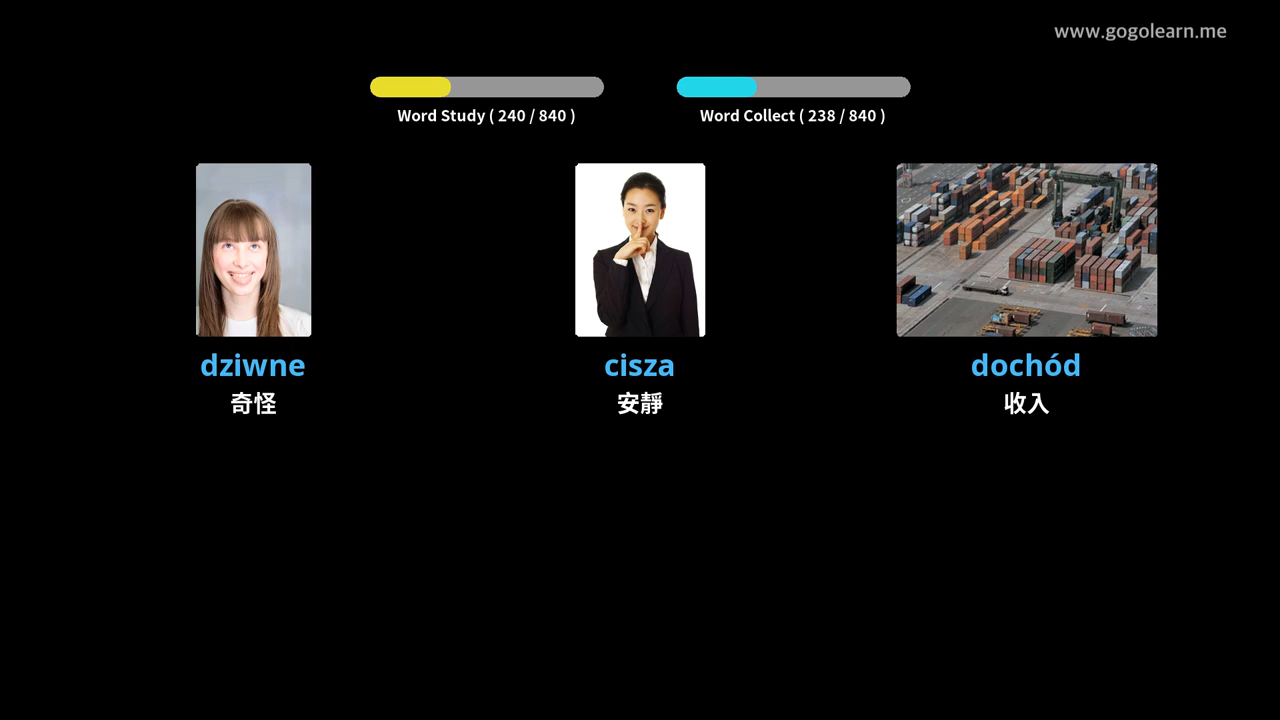 www.gogolearn.me
Word Study ( 240 / 840 )
Word Collect ( 238 / 840 )
dziwne
奇怪
cisza
安靜
dochód
收入